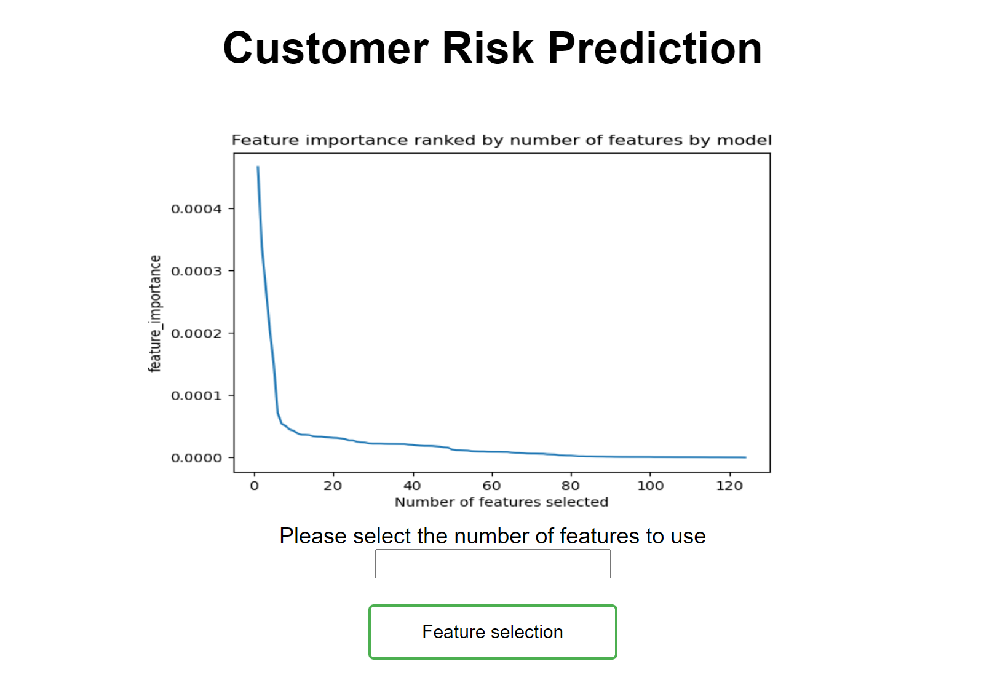 Customer Risk Prediction
Feature importance ranked by number of features by model
feature_importance
0.0004
0.0003
0.0002
0.0001
0.0000
0 20 40 60 80 100 120
Number of features selected
Please select the number of features to use
Feature selection